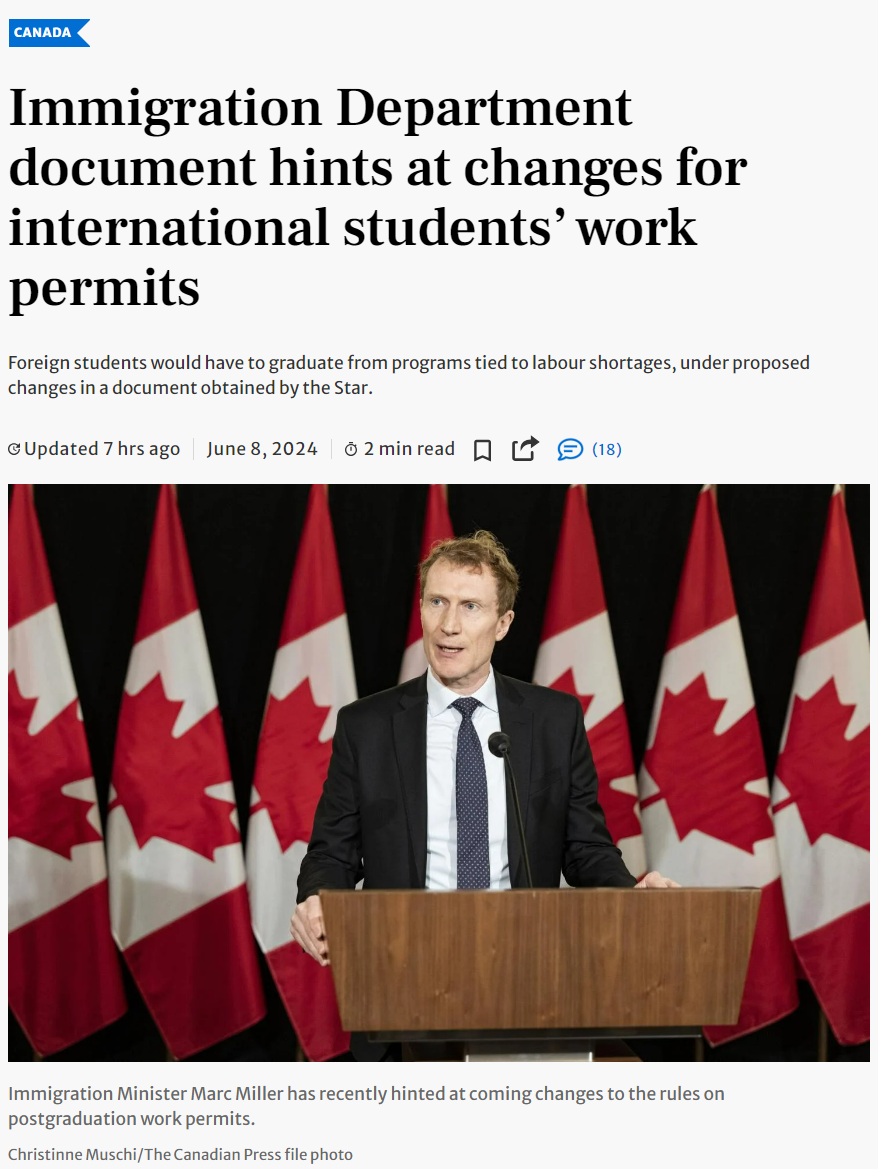 CANADA
Immigration Department
document hints at changes for
international students’ work
permits
Foreign students would have to graduate from programs tied to labour shortages, under proposed
changes in a document obtained by the Star.
Updated 7 hrs ago
June 8, 2024
2 min read
(18)
Immigration Minister Marc Miller has recently hinted at coming changes to the rules on
postgraduation work permits.
Christinne Muschi/The Canadian Press file photo